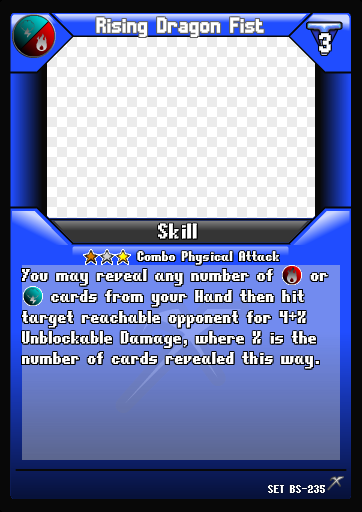 Rising Dragon Fist
3
Skill
Combo Physical Attack
You may reveal any number of or
cards from your Hand then hit
target reachable opponent for 4+X
Unblockable Damage, where X is the
number of cards revealed this way.
SET BS-235